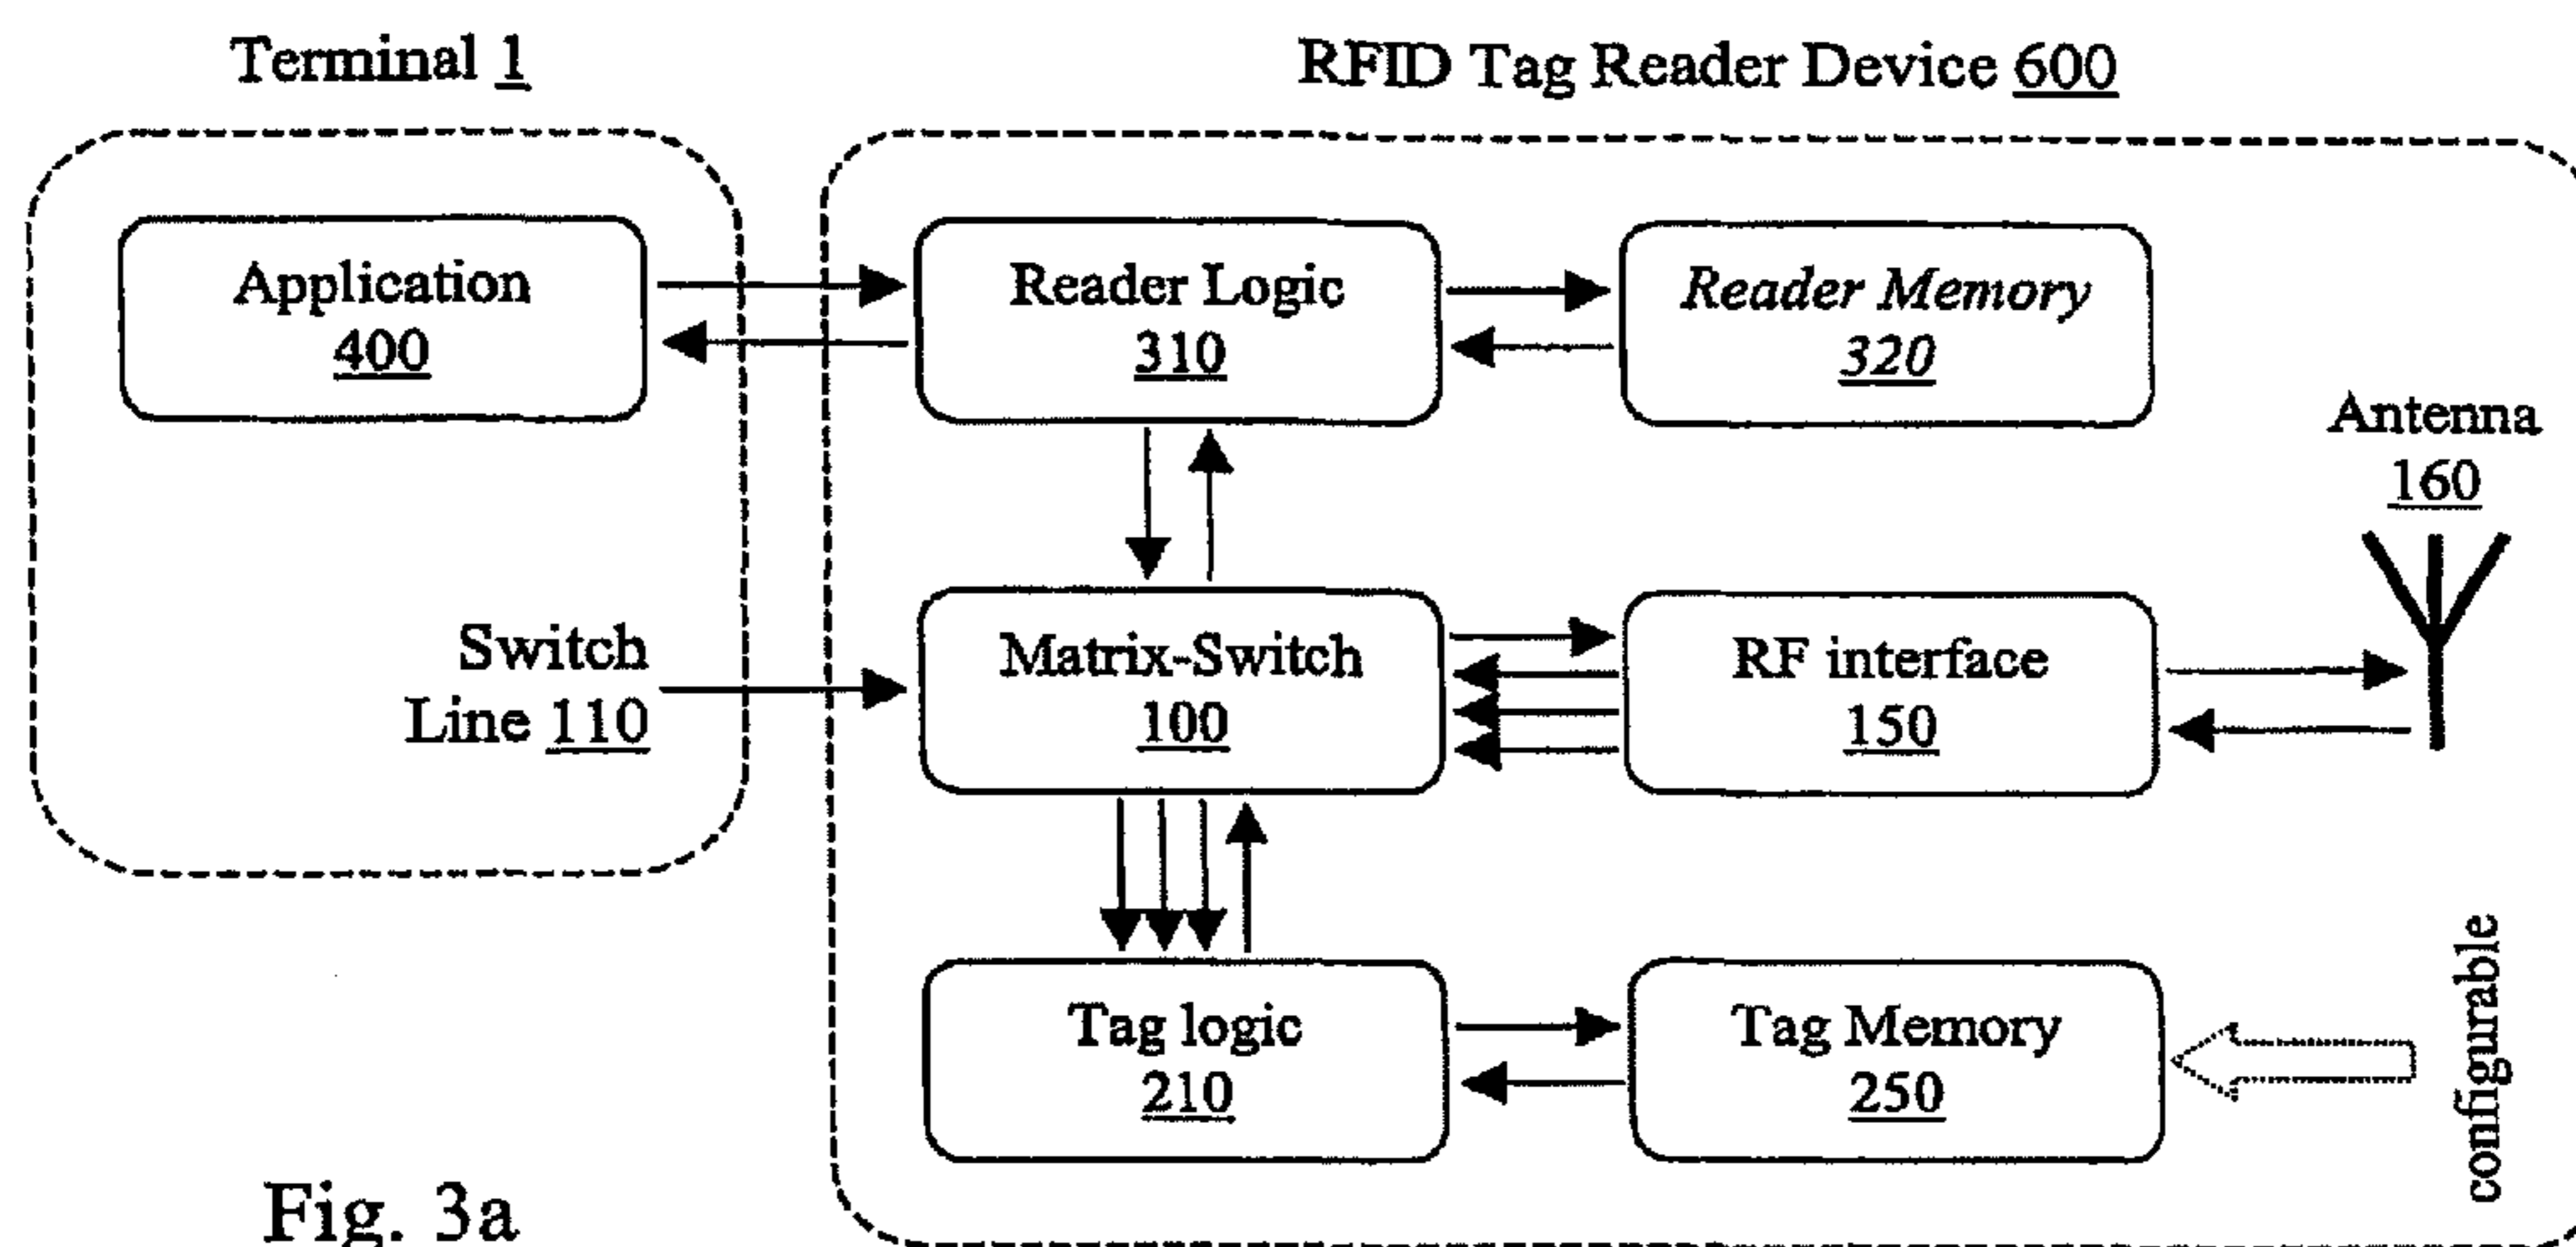 Terminal 1
RFID Tag Reader Device 600
Application
400
Reader Logic
310
Reader Memory
320
Antenna
160
Switch
Line 110
Matrix-Switch
100
RF interface
150
Tag logic
210
Tag Memory
250
configurable
Fig. 3a